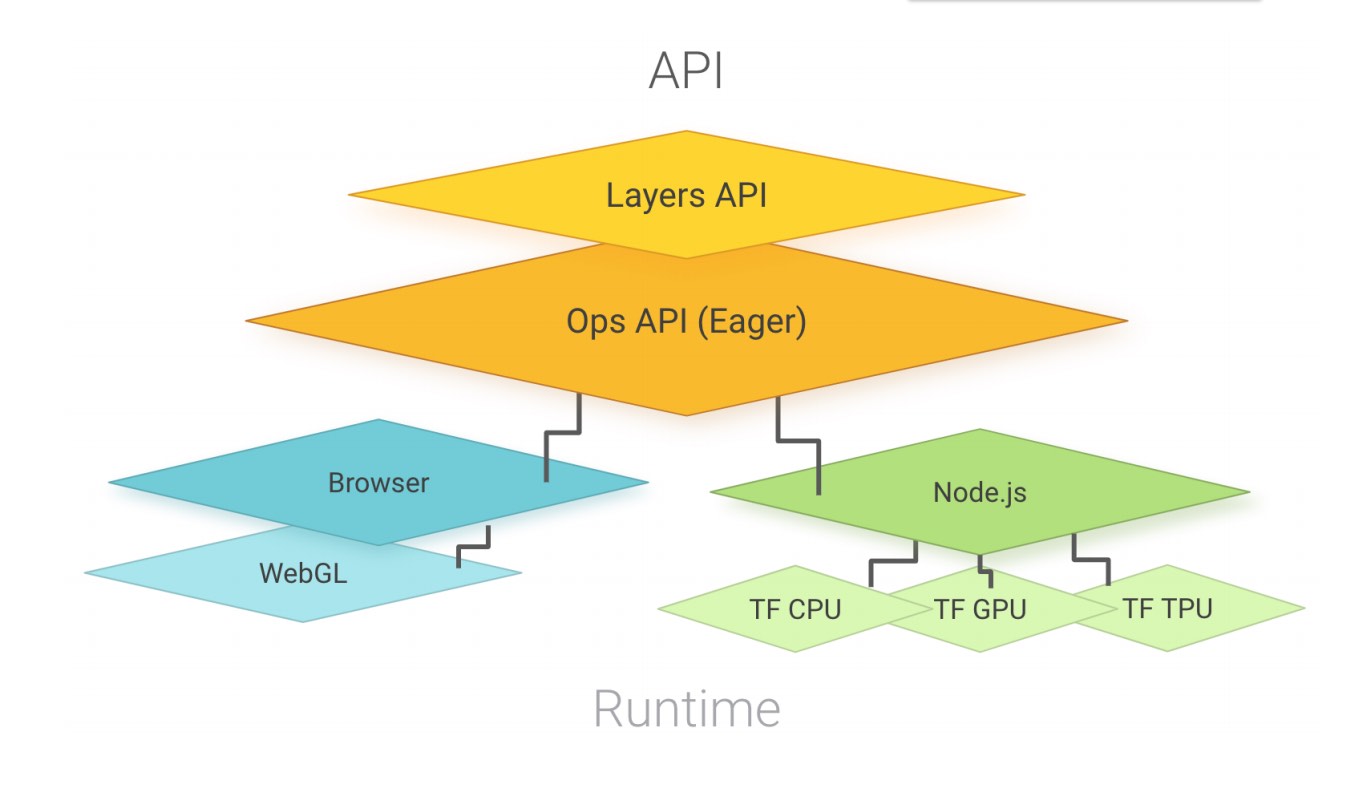 API
Layers API
Ops API (Eager)
Browser
Node.js
WebGL
TF CPU
TF GPU
TF TPU
Runtime